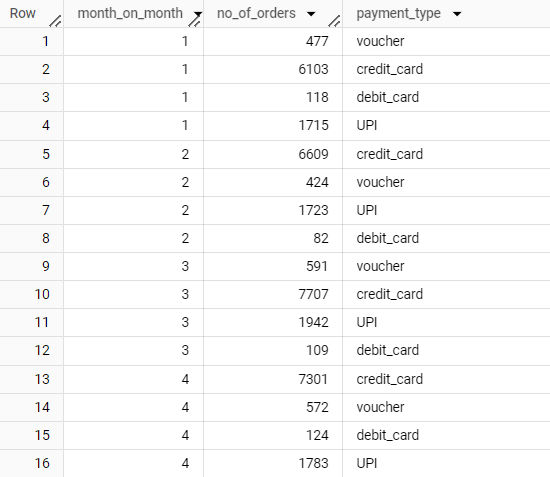 Row month_on_month no_of_orders payment_type
1 1 477 voucher
2 1 6103 credit_card
3 1 118 debit_card
4 1 1715 UPI
5 2 6609 credit_card
6 2 424 voucher
7 2 1723 UPI
8 2 82 debit_card
9 3 591 voucher
10 3 7707 credit_card
11 3 1942 UPI
12 3 109 debit_card
13 4 7301 credit_card
14 4 572 voucher
15 4 124 debit_card
16 4 1783 UPI